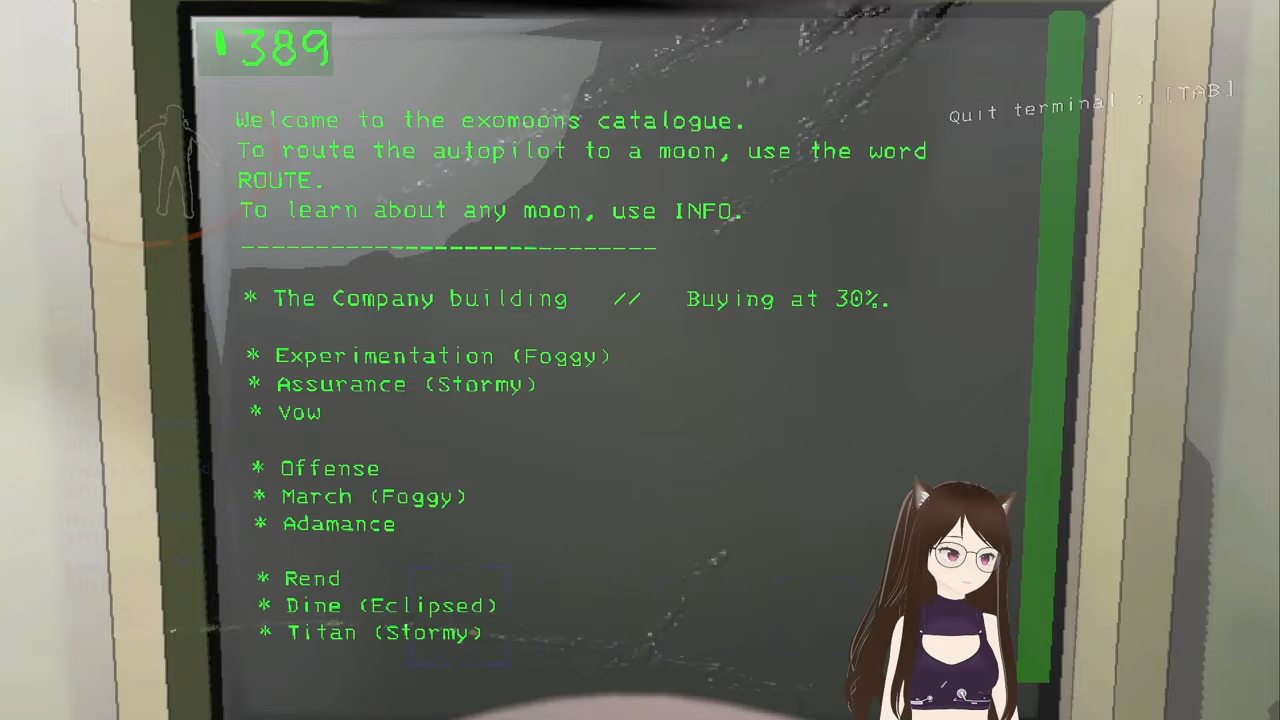 389
Quit terminal : [TAB]
Welcome to the exomoons catalogue.
To route the autopilot to a moon, use the word
ROUTE.
To learn about any moon, use INFO.
----------------------------
* The Company building // Buying at 30%.
* Experimentation (Foggy)
* Assurance (Stormy)
* Vow
* Offense
* March (Foggy)
* Adamance
* Rend
* Dine (Eclipsed)
* Titan (Stormy)